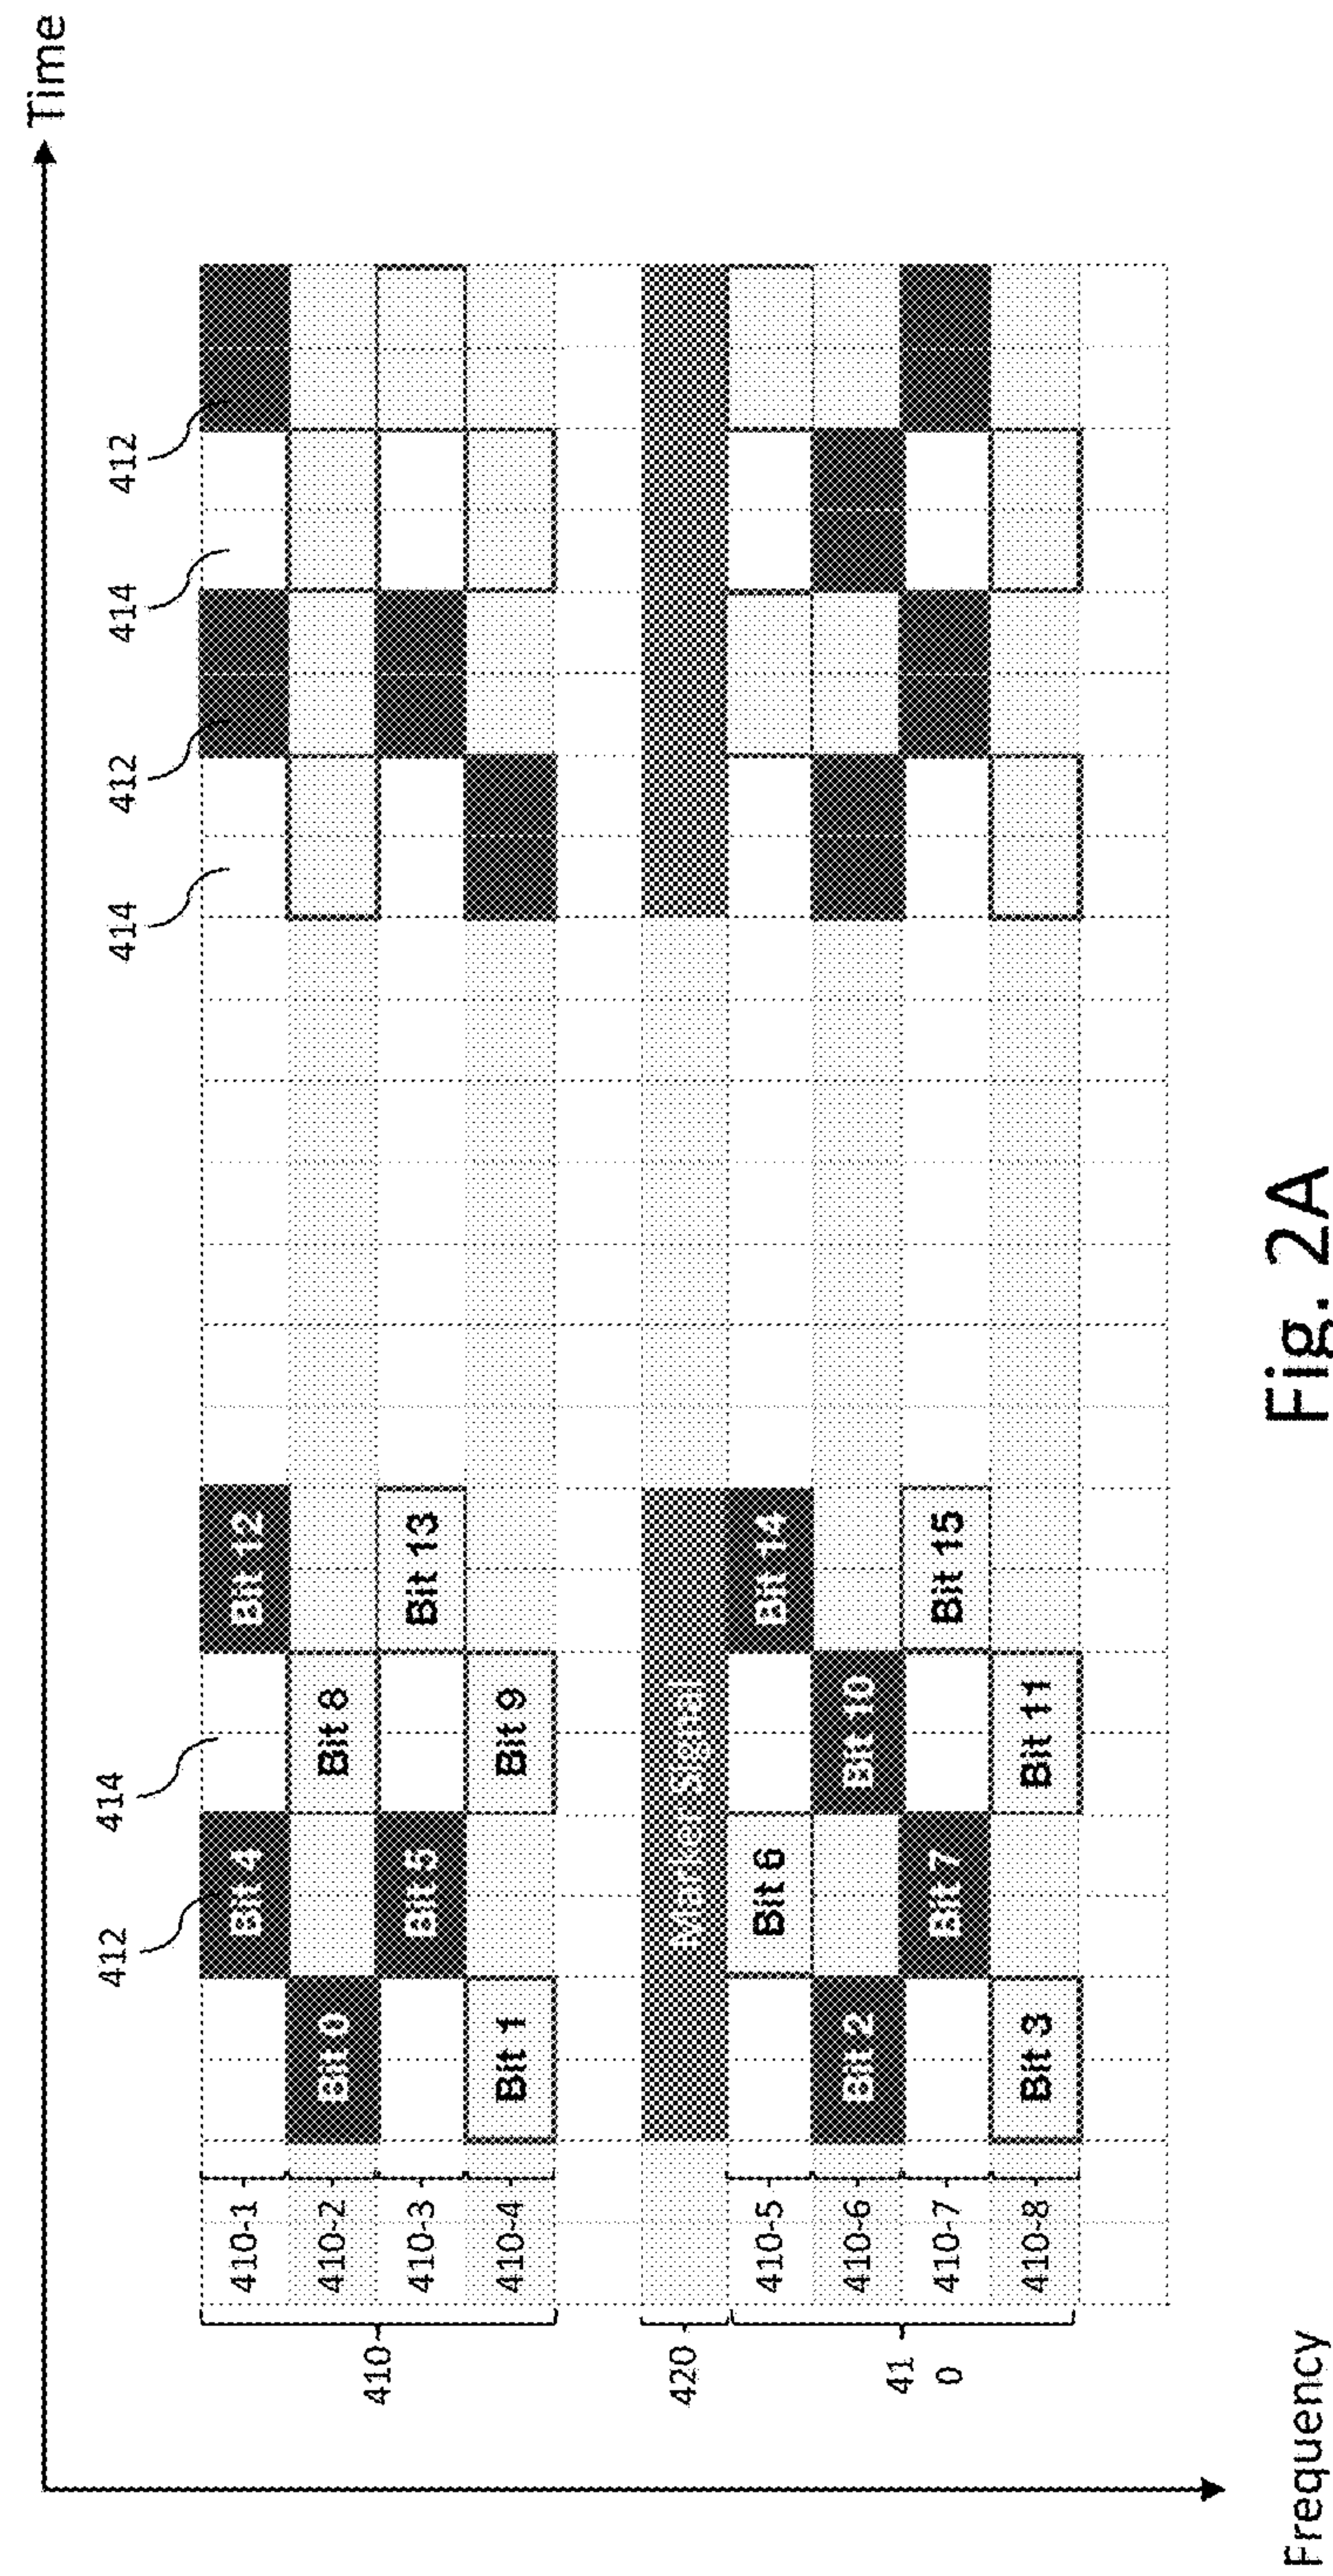 Time
412
414
412
414
414
412
410
410-1
Bit 4
Bit 12
410-2
Bit 0
Bit 8
410-3
Bit 5
Bit 13
410-4
Bit 1
Bit 9
420
Marker signal
41
0
410-5
Bit 6
Bit 14
410-6
Bit 2
Bit 10
410-7
Bit 7
Bit 15
410-8
Bit 3
Bit 11
Frequency
Fig. 2A